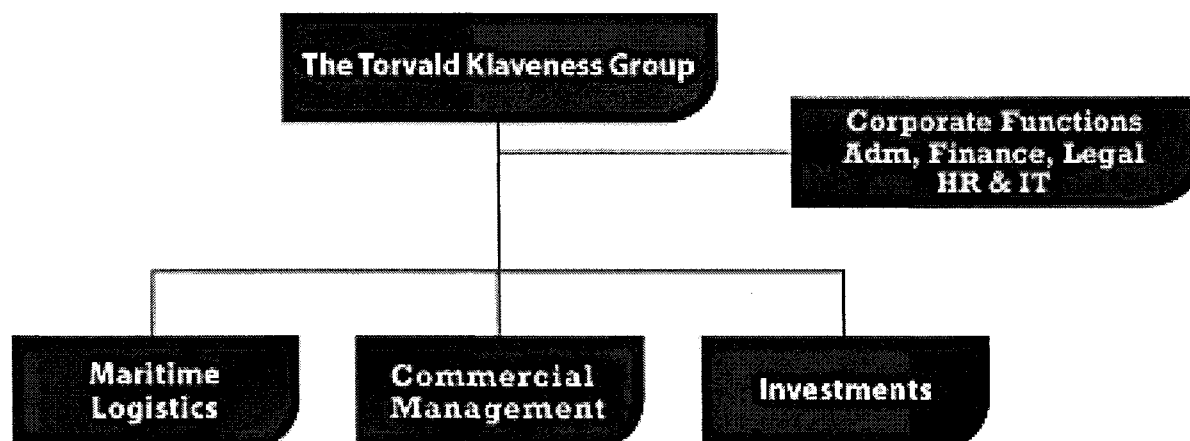 The Torvald Klaveness Group
Corporate Functions
Adm, Finance, Legal
HR & IT
Maritime
Logistics
Commercial
Management
Investments